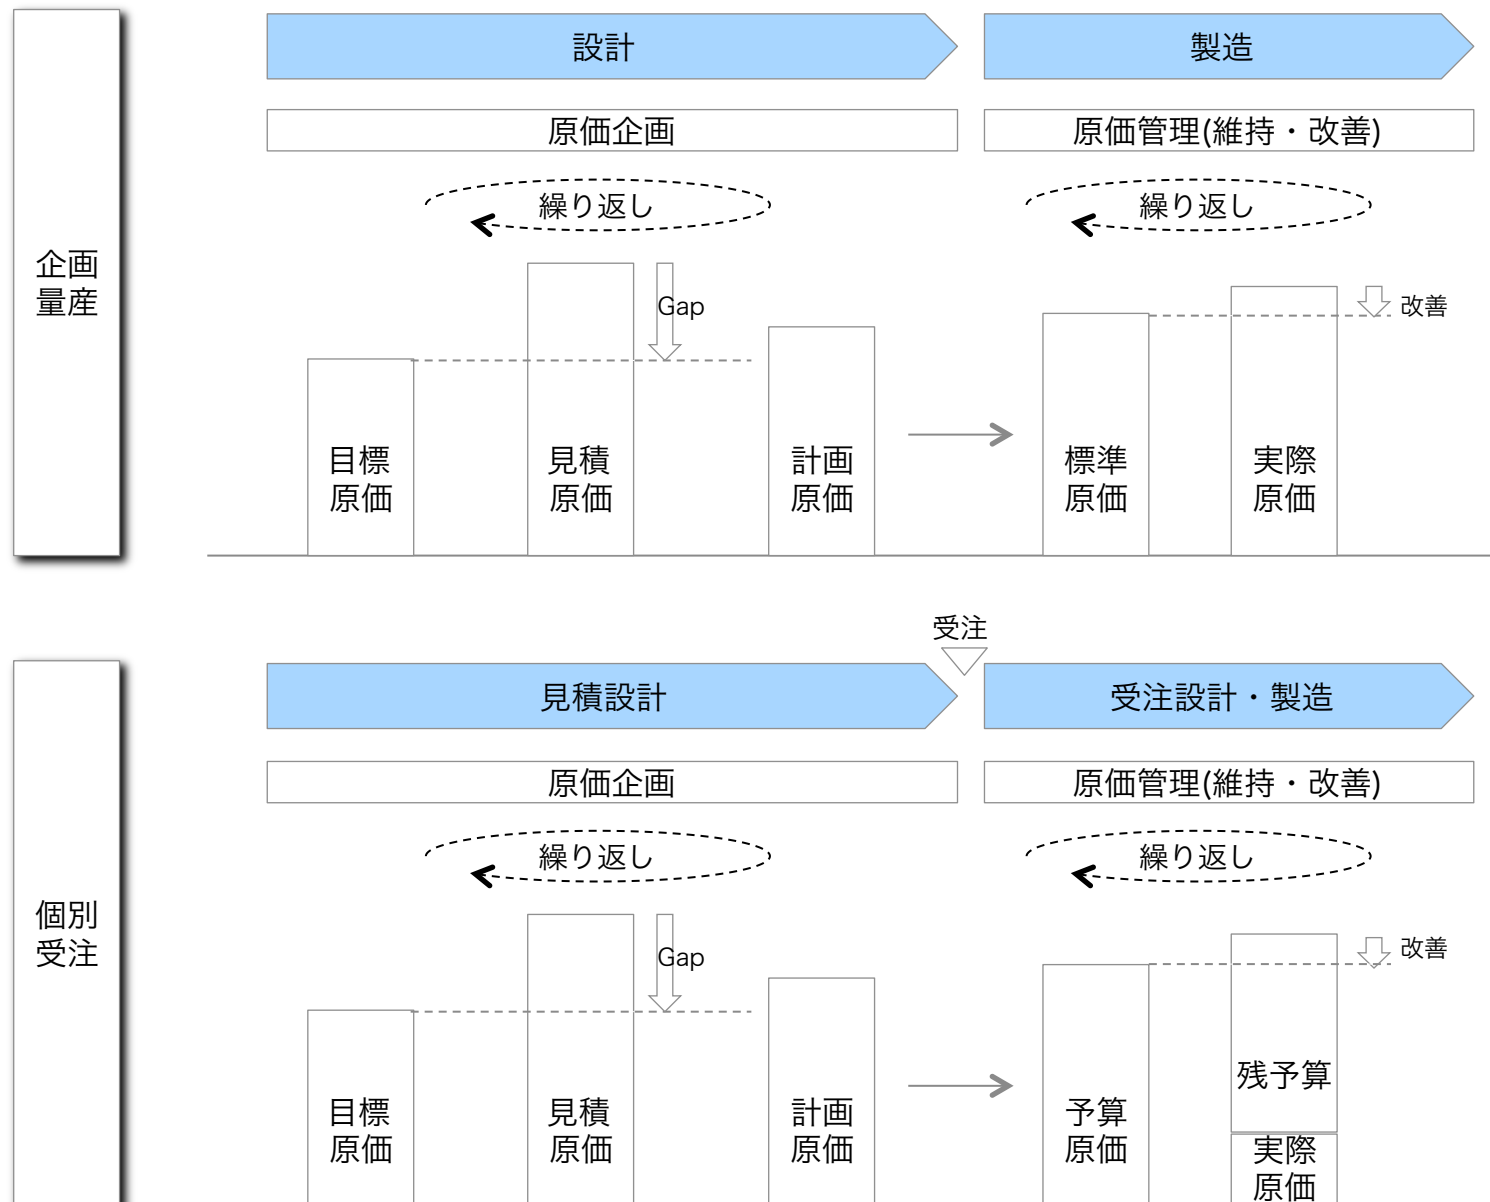 設計
製造
原価企画
原価管理(維持・改善)
繰り返し
繰り返し
企画
量産
Gap
改善
目標
原価
見積
原価
計画
原価
標準
原価
実際
原価
受注
見積設計
受注設計・製造
原価企画
原価管理(維持・改善)
繰り返し
繰り返し
個別
受注
Gap
改善
目標
原価
見積
原価
計画
原価
予算
原価
残予算
実際
原価